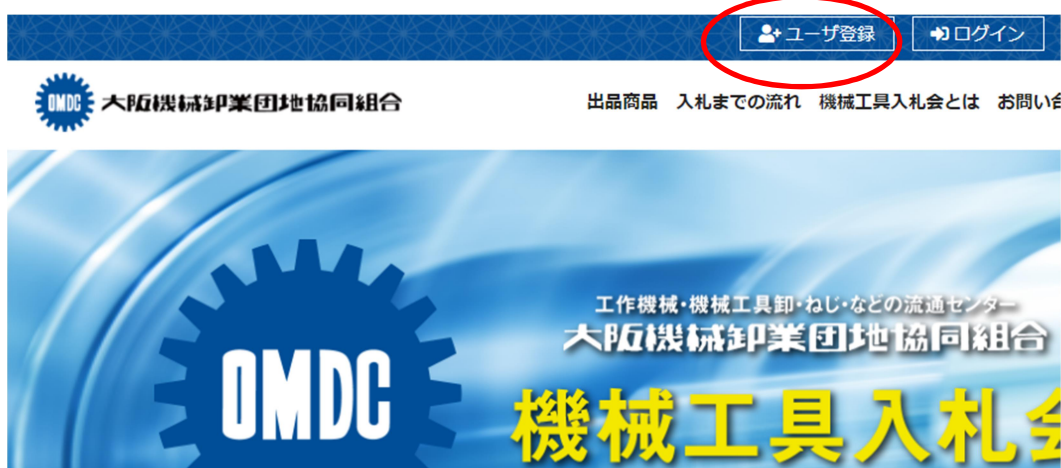 ユーザ登録 ログイン
OMDC 大阪機械卸業団地協同組合
出品商品 入札までの流れ 機械工具入札会とは お問い合
工作機械・機械工具卸・ねじ・などの流通センター
大阪機械卸業団地協同組合
OMDC
機械工具入札会